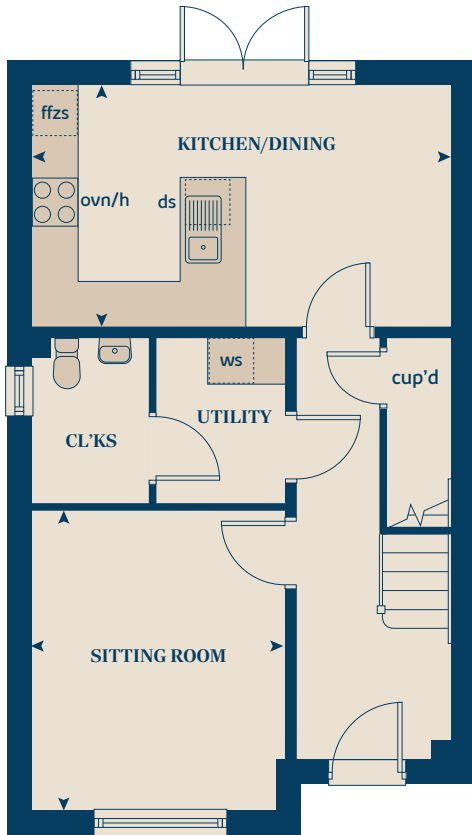 ffzs
KITCHEN/DINING
ovn/h
ds
ws
cup’d
UTILITY
CL’KS
SITTING ROOM